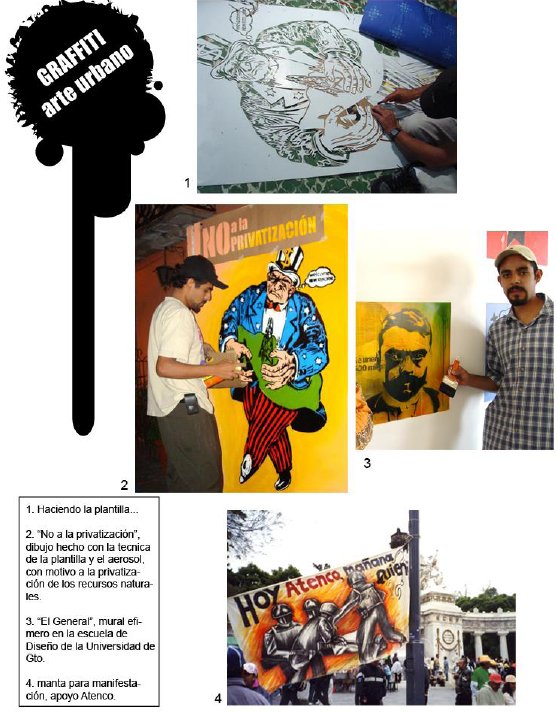 GRAFFITI
arte urbano
1
¡NO a la
PRIVATIZACIÓN
2
3
HOY ATENCO, mañana
quién?
4
1. Haciendo la plantilla...
2. "No a la privatización",
dibujo hecho con la tecnica
de la plantilla y el aerosol,
con motivo a la privatiza-
ción de los recursos natura-
les.
3. "El General", mural efi-
mero en la escuela de
Diseño de la Universidad de
Gto.
4. manta para manifesta-
ción, apoyo Atenco.